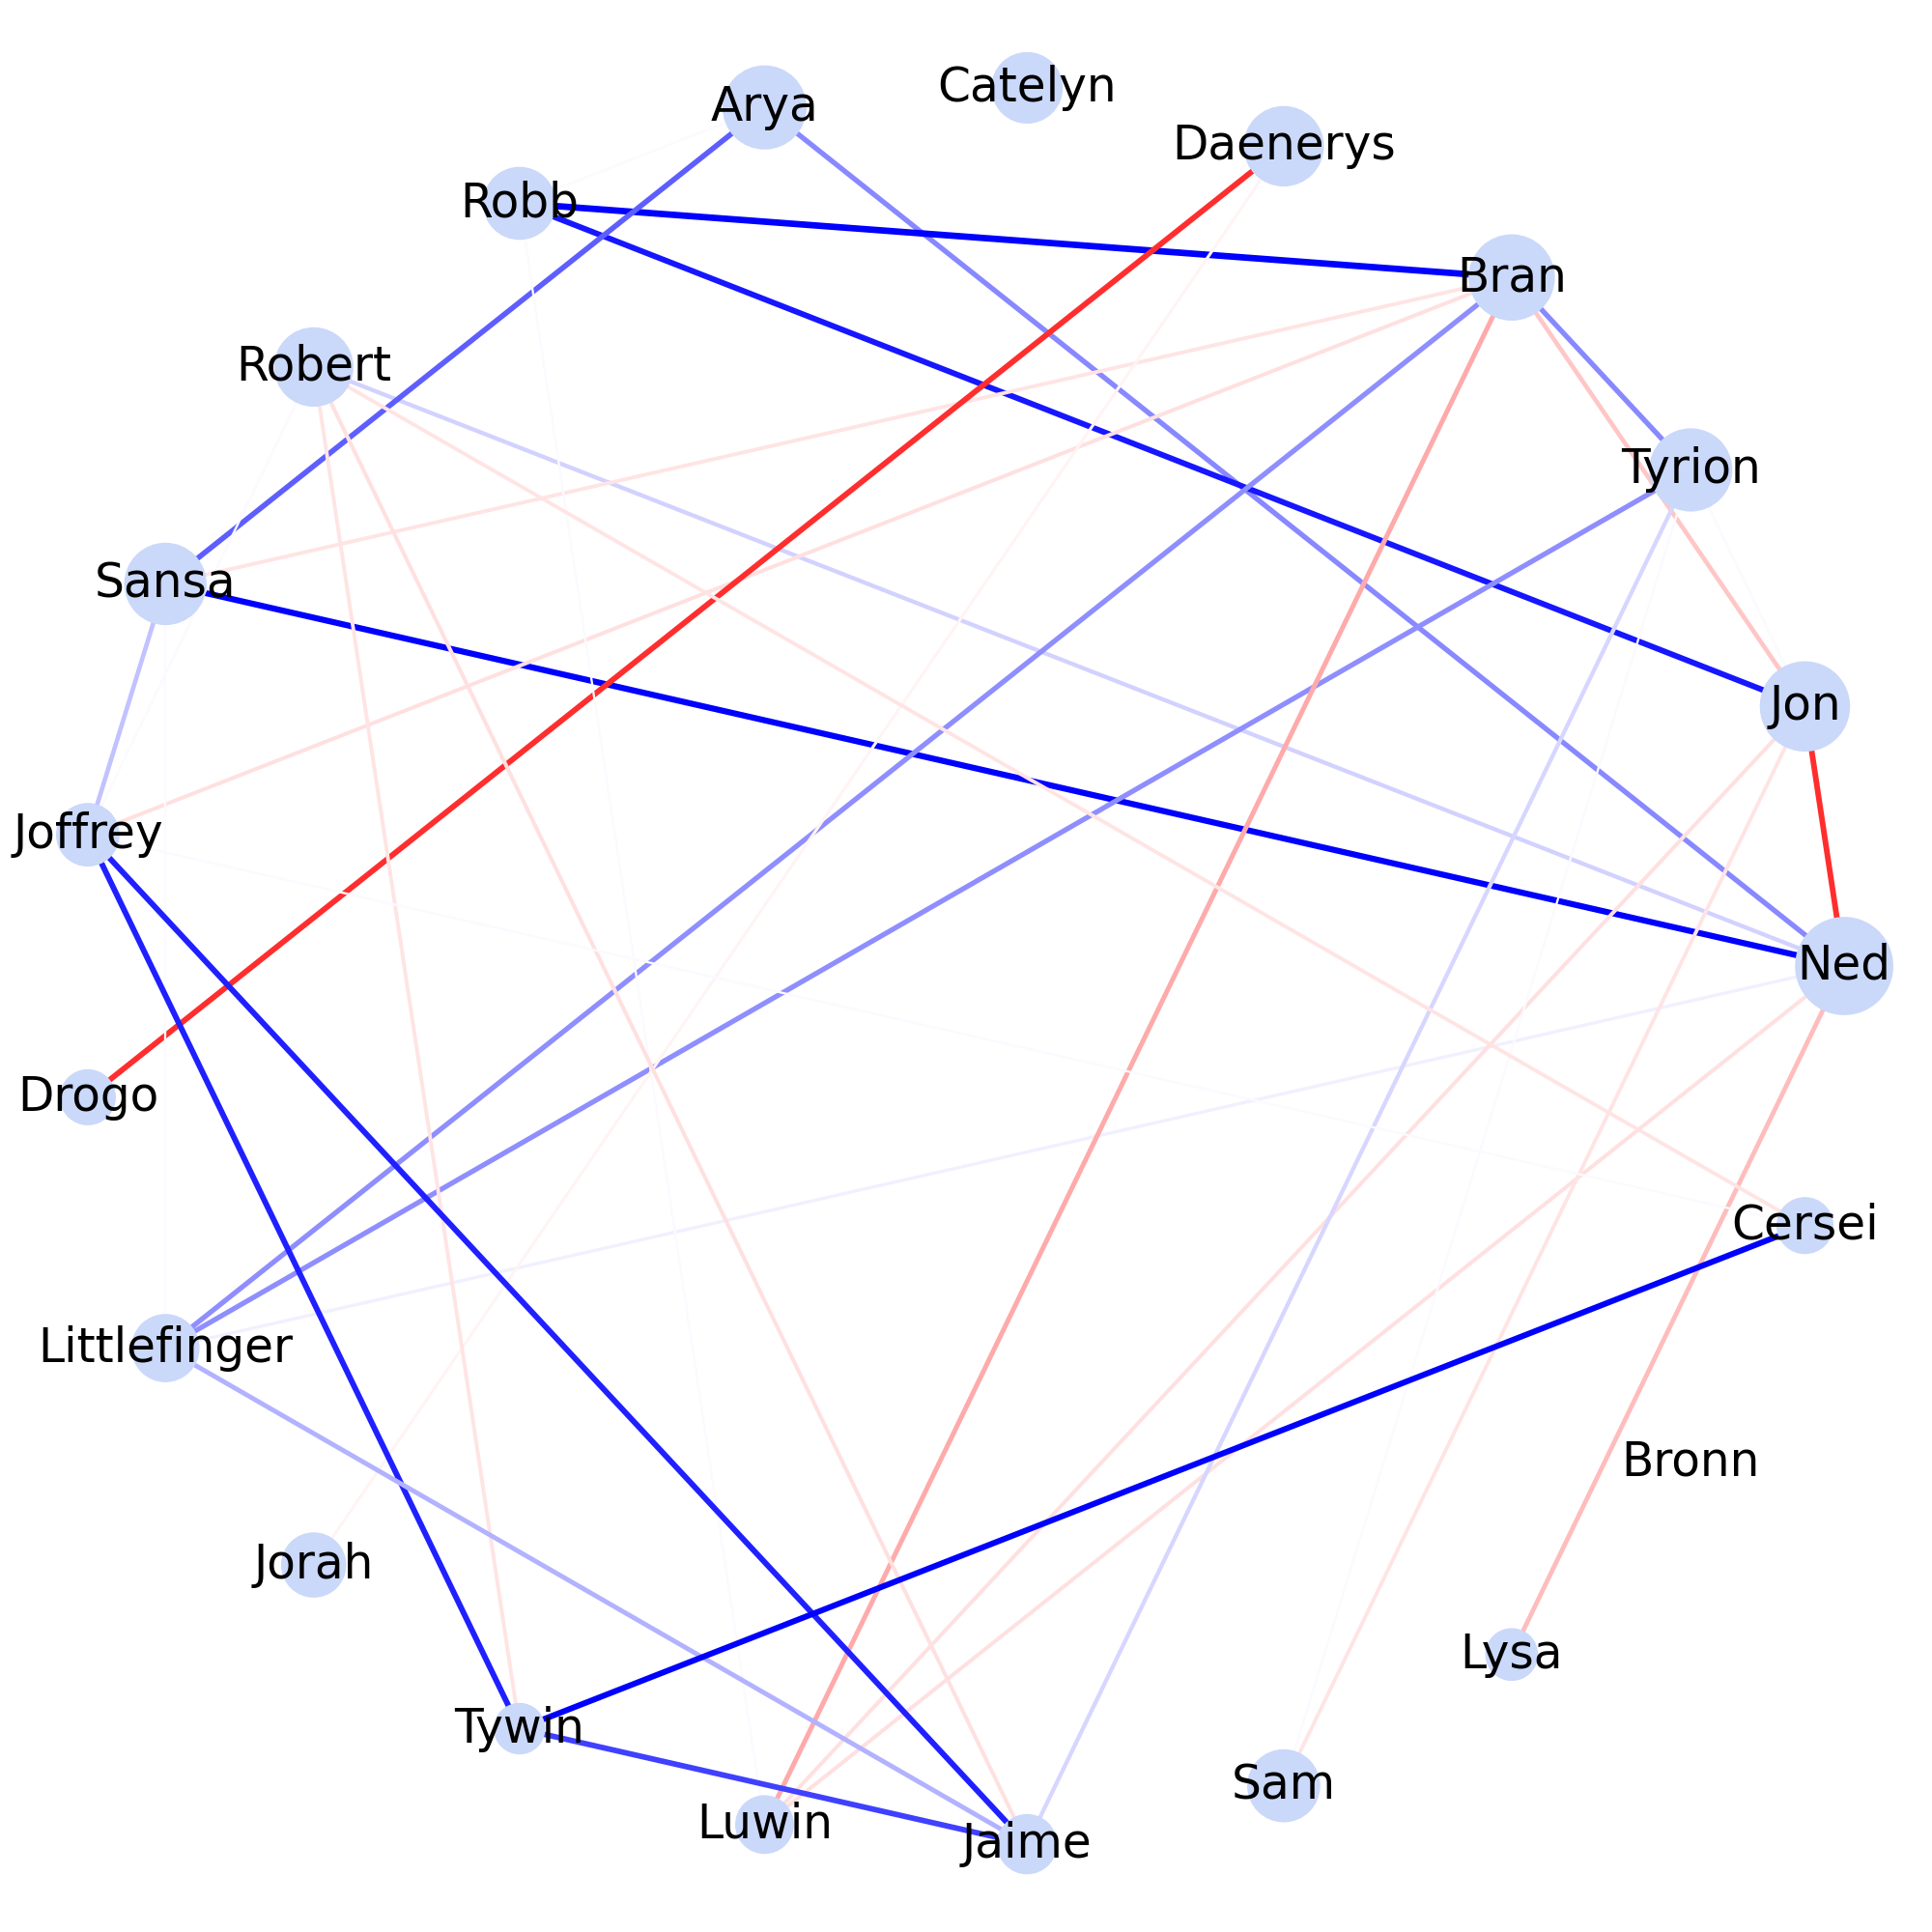 Catelyn
Arya
Daenerys
Robb
Bran
Robert
Tyrion
Sansa
Jon
Joffrey
Ned
Drogo
Cersei
Littlefinger
Bronn
Jorah
Lysa
Tywin
Sam
Luwin
Jaime